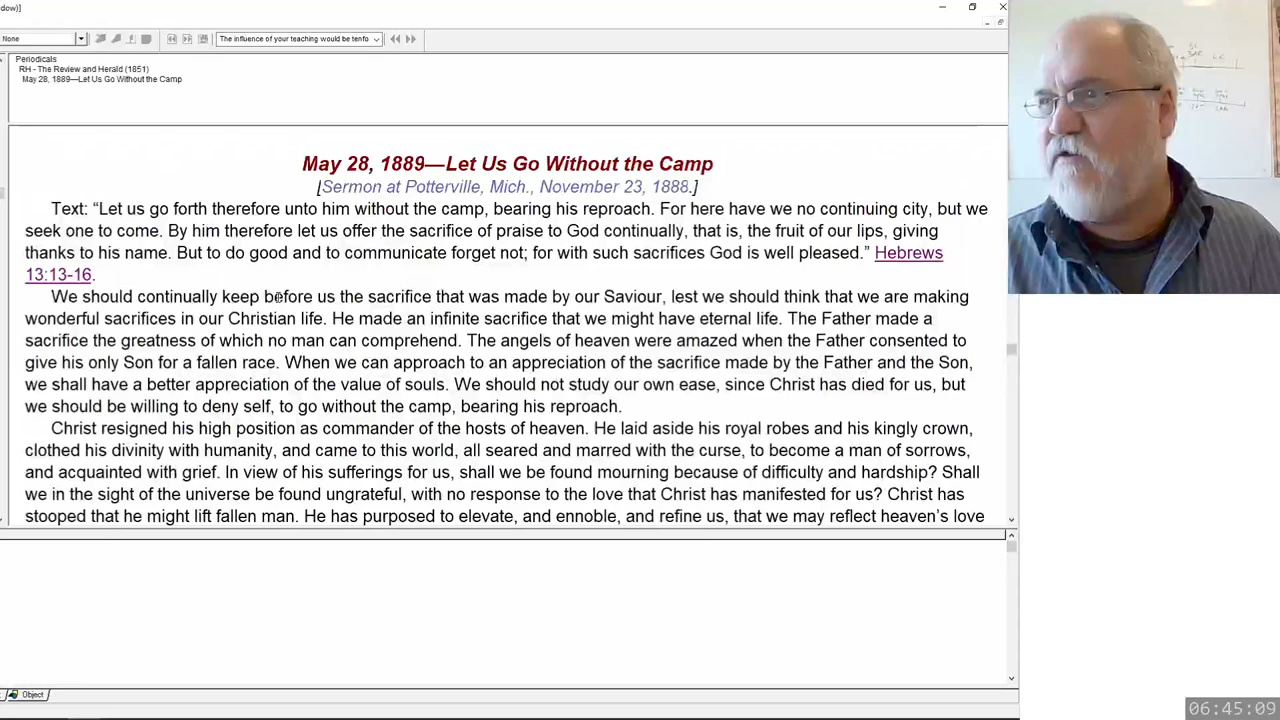 dow)]
None
The influence of your teaching would be tenfo
Periodicals
RH - The Review and Herald (1851)
May 28, 1889—Let Us Go Without the Camp
May 28, 1889—Let Us Go Without the Camp
[Sermon at Potterville, Mich., November 23, 1888.]
Text: “Let us go forth therefore unto him without the camp, bearing his reproach. For here have we no continuing city, but we
seek one to come. By him therefore let us offer the sacrifice of praise to God continually, that is, the fruit of our lips, giving
thanks to his name. But to do good and to communicate forget not; for with such sacrifices God is well pleased.” Hebrews
13:13-16.
We should continually keep before us the sacrifice that was made by our Saviour, lest we should think that we are making
wonderful sacrifices in our Christian life. He made an infinite sacrifice that we might have eternal life. The Father made a
sacrifice the greatness of which no man can comprehend. The angels of heaven were amazed when the Father consented to
give his only Son for a fallen race. When we can approach to an appreciation of the sacrifice made by the Father and the Son,
we shall have a better appreciation of the value of souls. We should not study our own ease, since Christ has died for us, but
we should be willing to deny self, to go without the camp, bearing his reproach.
Christ resigned his high position as commander of the hosts of heaven. He laid aside his royal robes and his kingly crown,
clothed his divinity with humanity, and came to this world, all seared and marred with the curse, to become a man of sorrows,
and acquainted with grief. In view of his sufferings for us, shall we be found mourning because of difficulty and hardship? Shall
we in the sight of the universe be found ungrateful, with no response to the love that Christ has manifested for us? Christ has
stooped that he might lift fallen man. He has purposed to elevate, and ennoble, and refine us, that we may reflect heaven’s love
Object
06:45:09